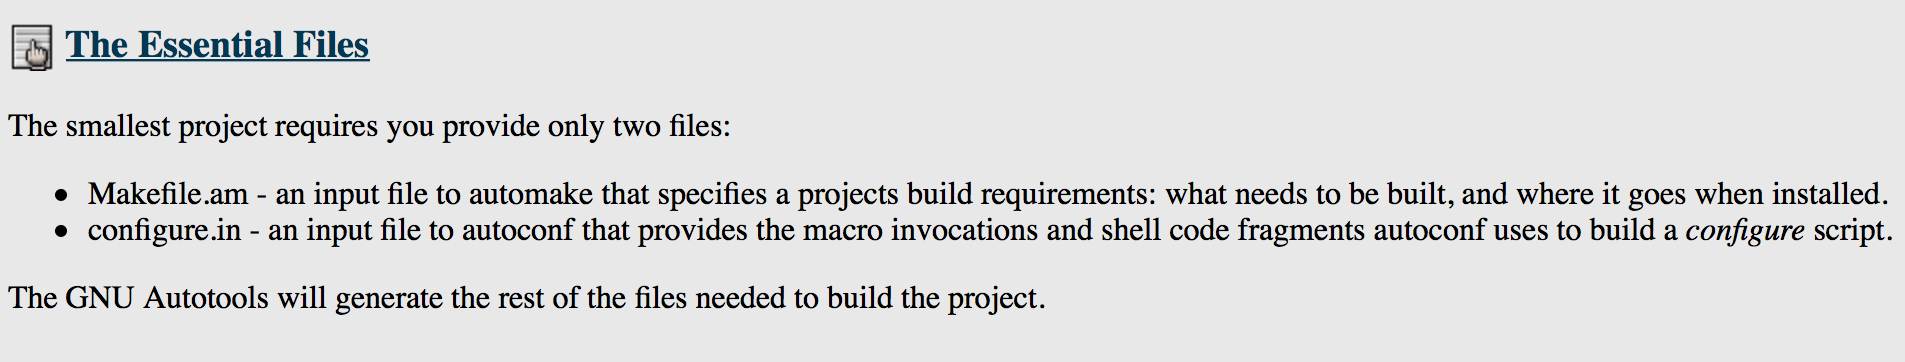 The Essential Files
The smallest project requires you provide only two files:
• Makefile.am - an input file to automake that specifies a projects build requirements: what needs to be built, and where it goes when installed.
• configure.in - an input file to autoconf that provides the macro invocations and shell code fragments autoconf uses to build a configure script.
The GNU Autotools will generate the rest of the files needed to build the project.